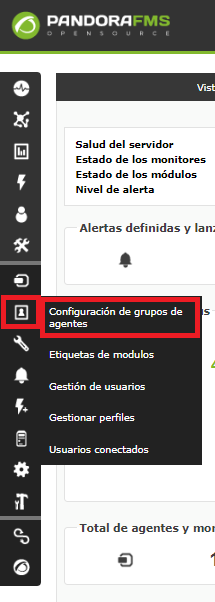 PANDORAFMS
OPENSOURCE
Vist
Salud del servidor
Estado de los monitores
Estado de los módulos
Nivel de alerta
Alertas definidas y lanz
Configuración de grupos de
agentes
us
Etiquetas de modulos
Gestión de usuarios
Gestionar perfiles
Usuarios conectados
Total de agentes y mon